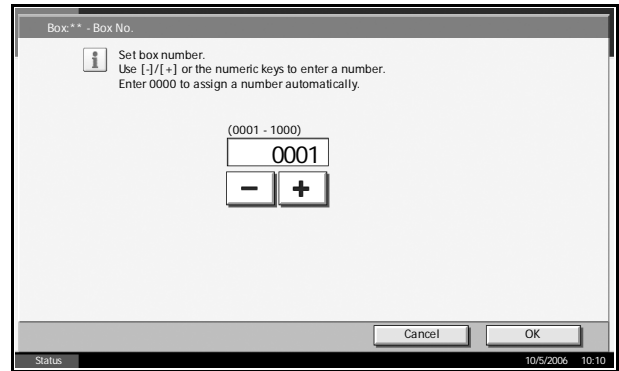 Box:** - Box No.
Set box number.
Use [-]/[+] or the numeric keys to enter a number.
Enter 0000 to assign a number automatically.
(0001 - 1000)
0001
− +
Cancel OK
Status 10/5/2006 10:10